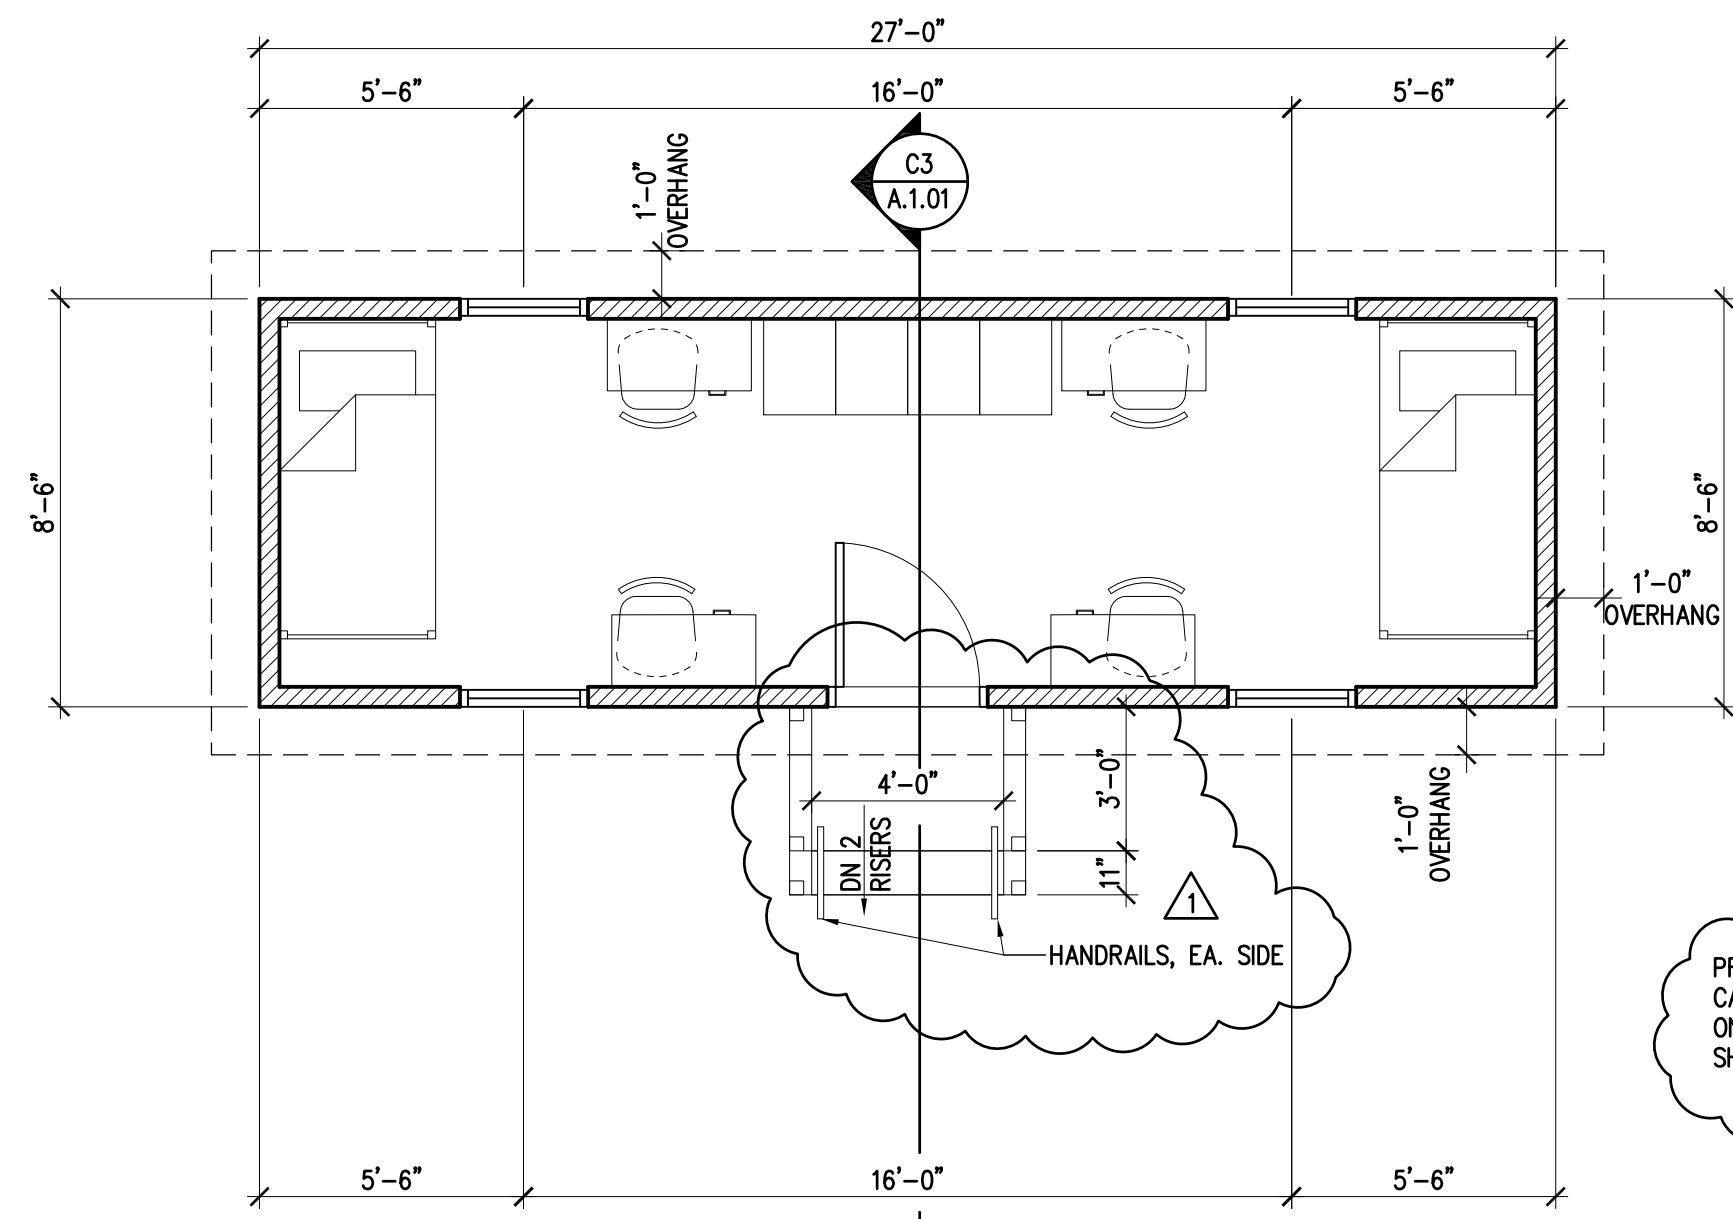 27'-0"
5'-6"
16'-0"
5'-6"
1'-0"
OVERHANG
C3
A.1.01
8'-6"
8'-6"
1'-0"
OVERHANG
4'-0"
3'-0"
1'-0"
OVERHANG
DN 2
RISERS
11"
1
HANDRAILS, EA. SIDE
5'-6"
16'-0"
5'-6"